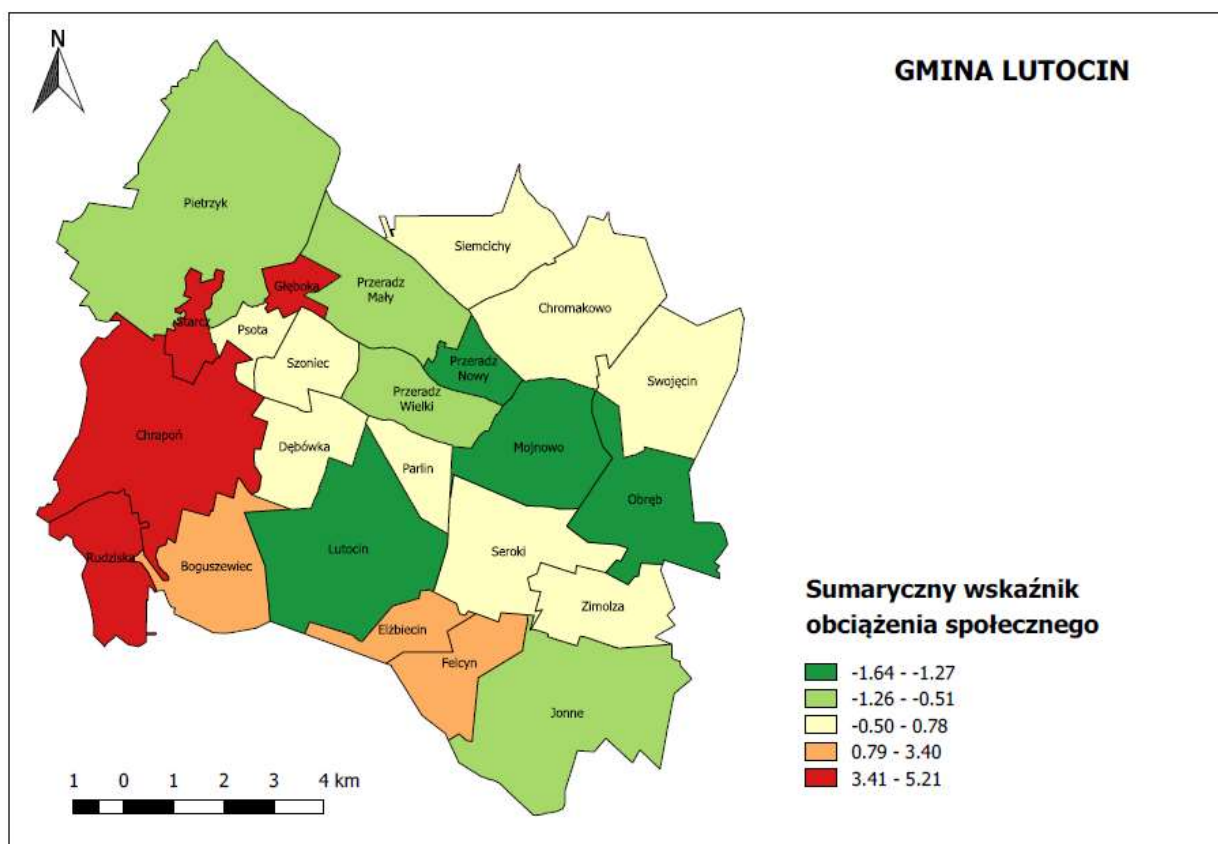 N
GMINA LUTOCIN
Pietrzyk
Siemcichy
Głęboka
Przeradz
Mały
Chromakowo
Starcz
Psota
Szoniec
Przeradz
Nowy
Swojęcin
Przeradz
Wielki
Chrapoń
Dębówka
Parlin
Mojnowo
Obręb
Rudziska
Boguszewiec
Lutocin
Seroki
Zimolza
Elżbiecin
Felcyn
Jonne
Sumaryczny wskaźnik
obciążenia społecznego
-1.64 - -1.27
-1.26 - -0.51
-0.50 - 0.78
0.79 - 3.40
3.41 - 5.21
1 0 1 2 3 4 km